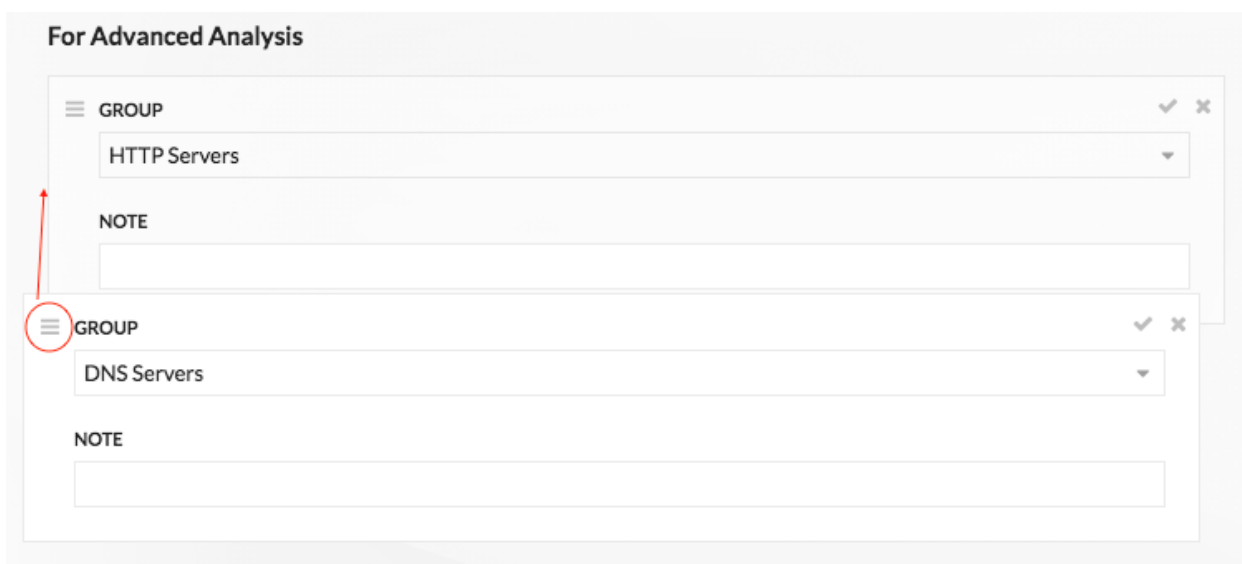 For Advanced Analysis
GROUP
HTTP Servers
NOTE
GROUP
DNS Servers
NOTE